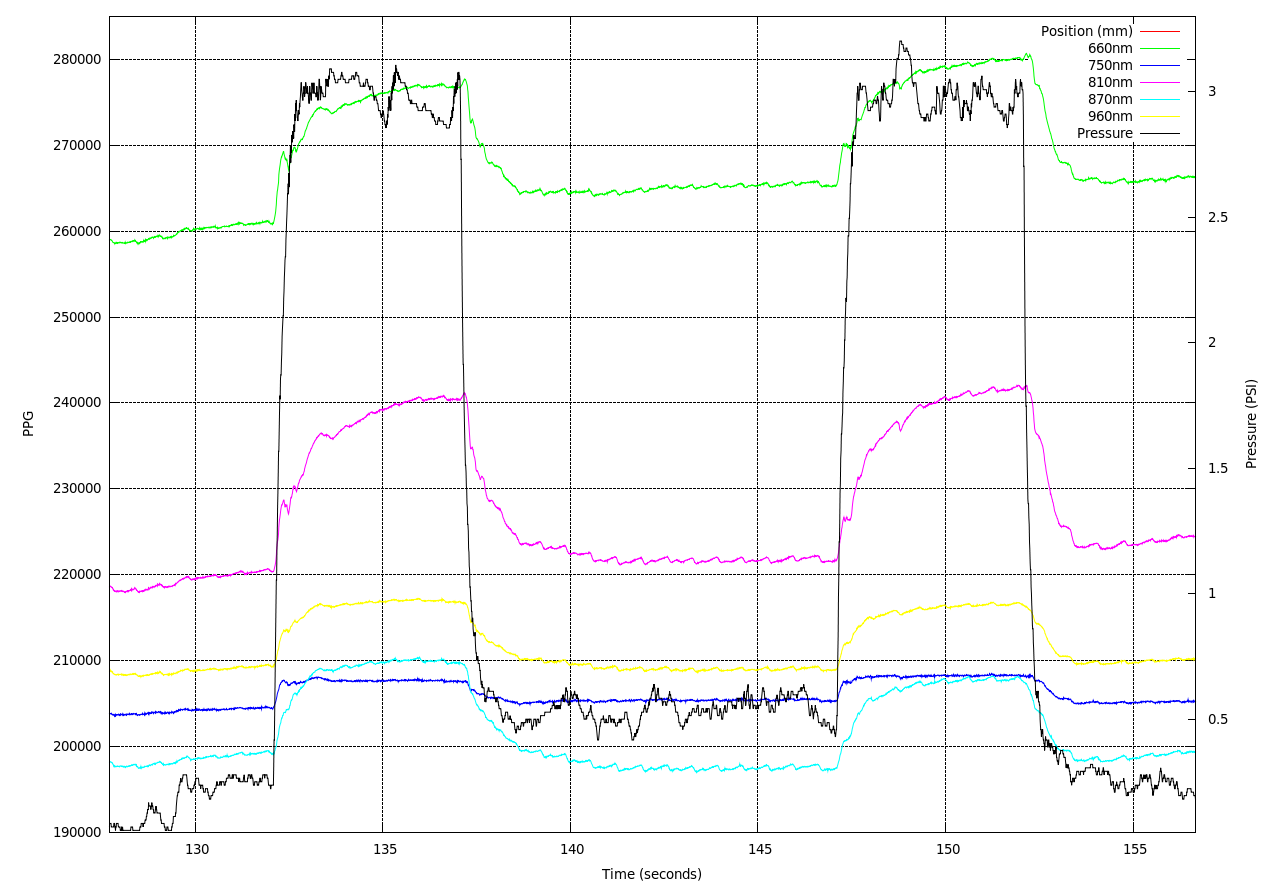 Position (mm)
660nm
750nm
810nm
870nm
960nm
Pressure
280000
270000
260000
250000
240000
230000
220000
210000
200000
190000
3
2.5
2
1.5
1
0.5
130
135
140
145
150
155
PPG
Pressure (PSI)
Time (seconds)